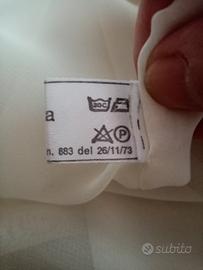 a
P
n. 883 del 26/11/73
subito